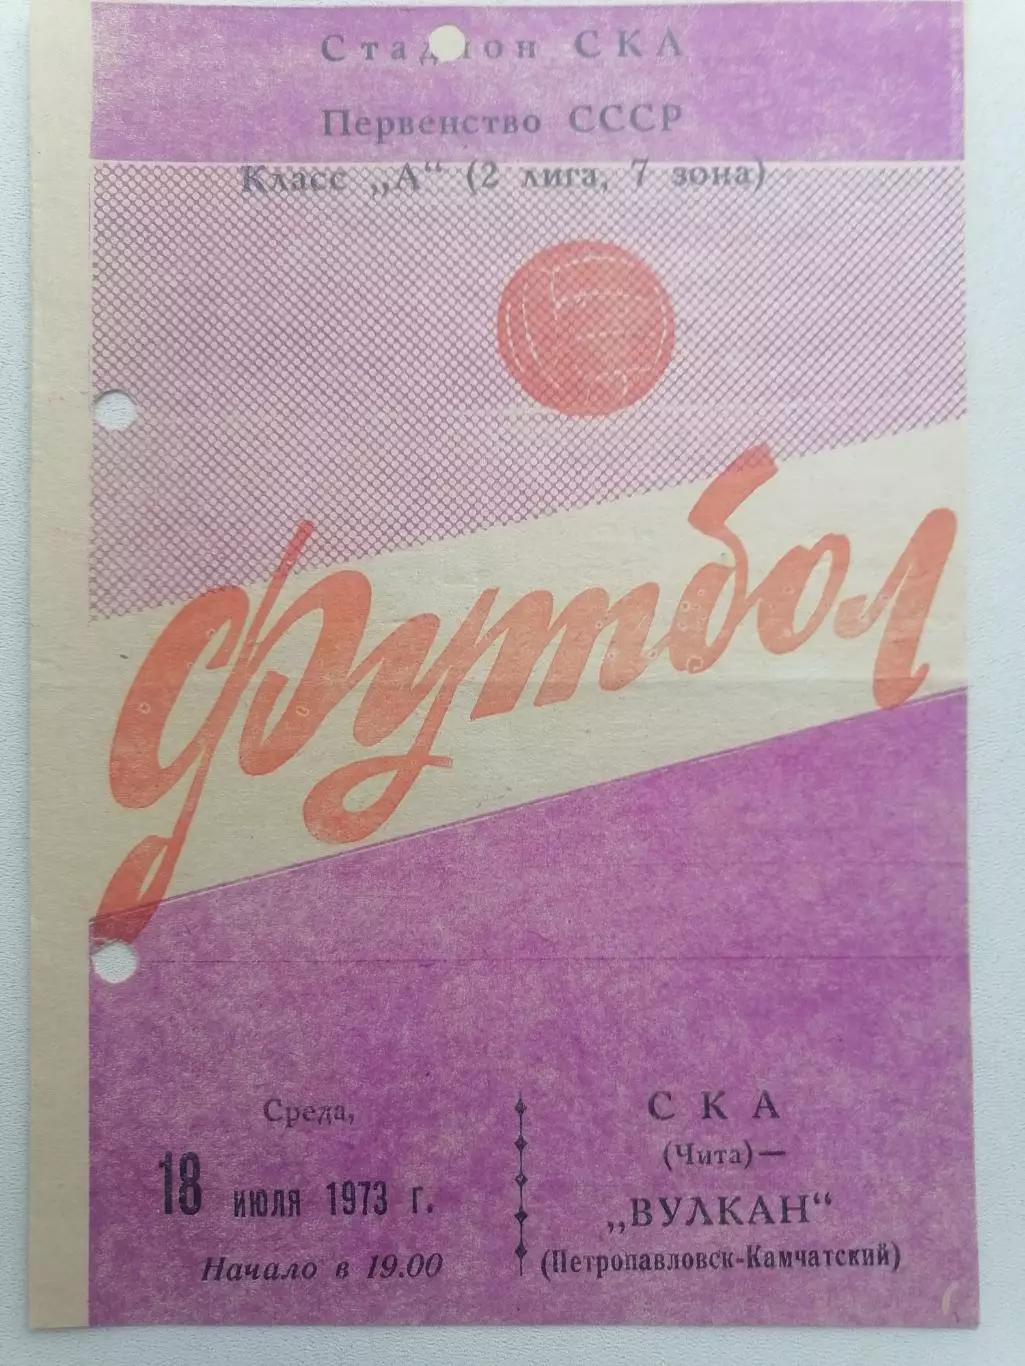 Стадион СКА
Первенство СССР
Класс „А“ (2 лига, 7 зона)
Футбол
Среда,
18 июля 1973 г.
Начало в 19.00
СКА
(Чита) —
„ВУЛКАН“
(Петропавловск-Камчатский)